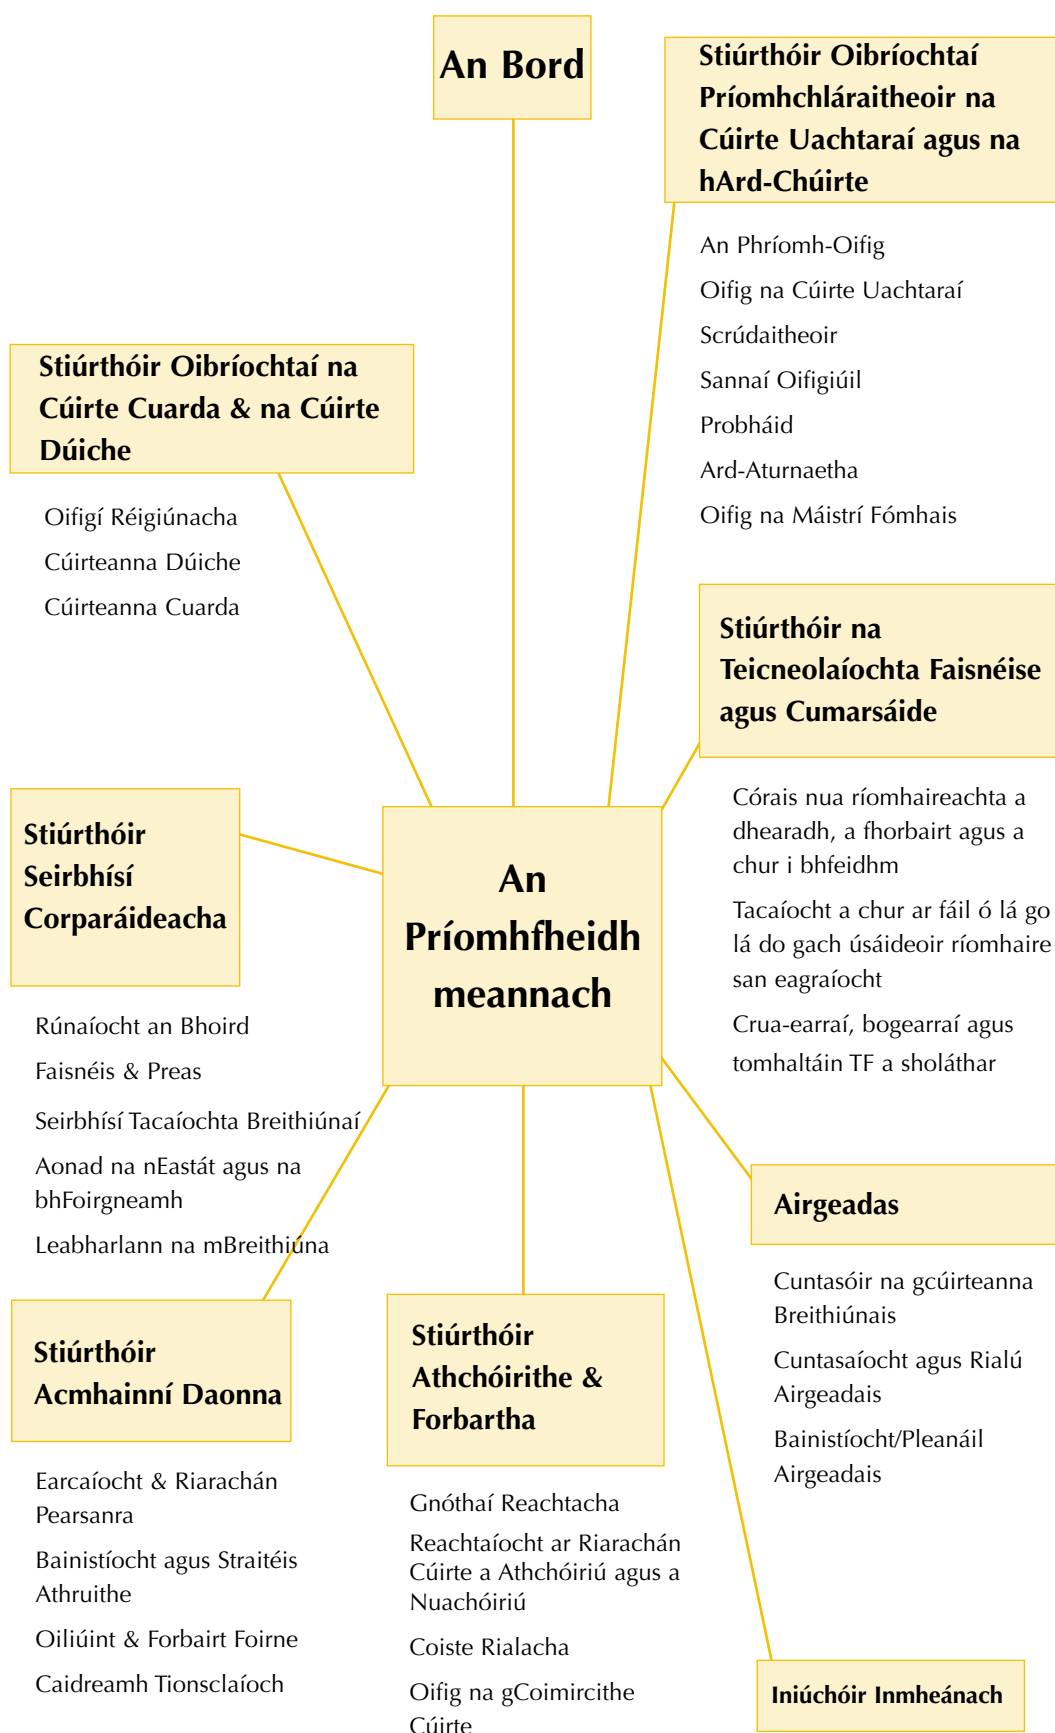 An Bord
Stiúrthóir Oibríochtaí
Príomhchláraitheoir na
Cúirte Uachtaraí agus na
hArd-Chúirte
An Phríomh-Oifig
Oifig na Cúirte Uachtaraí
Scrúdaitheoir
Sannaí Oifigiúil
Probháid
Ard-Aturnaetha
Oifig na Máistrí Fómhais
Stiúrthóir Oibríochtaí na
Cúirte Cuarda & na Cúirte
Dúiche
Oifigí Réigiúnacha
Cúirteanna Dúiche
Cúirteanna Cuarda
Stiúrthóir na
Teicneolaíochta Faisnéise
agus Cumarsáide
Córais nua ríomhaireachta a
dhearadh, a fhorbairt agus a
chur i bhfeidhm
Tacaíocht a chur ar fáil ó lá go
lá do gach úsáideoir ríomhaire
san eagraíocht
Crua-earraí, bogearraí agus
tomhaltáin TF a sholáthar
Stiúrthóir
Seirbhísí
Corparáideacha
Rúnaíocht an Bhoird
Faisnéis & Preas
Seirbhísí Tacaíochta Breithiúnaí
Aonad na nEastát agus na
bhFoirgneamh
Leabharlann na mBreithiúna
An
Príomhfheidh
meannach
Airgeadas
Cuntasóir na gcúirteanna
Breithiúnais
Cuntasaíocht agus Rialú
Airgeadais
Bainistíocht/Pleanáil
Airgeadais
Stiúrthóir
Acmhainní Daonna
Earcaíocht & Riarachán
Pearsanra
Bainistíocht agus Straitéis
Athruithe
Oiliúint & Forbairt Foirne
Caidreamh Tionsclaíoch
Stiúrthóir
Athchóirithe &
Forbartha
Gnóthaí Reachtacha
Reachtaíocht ar Riarachán
Cúirte a Athchóiriú agus a
Nuachóiriú
Coiste Rialacha
Oifig na gCoimircithe
Cúirte
Iniúchóir Inmheánach